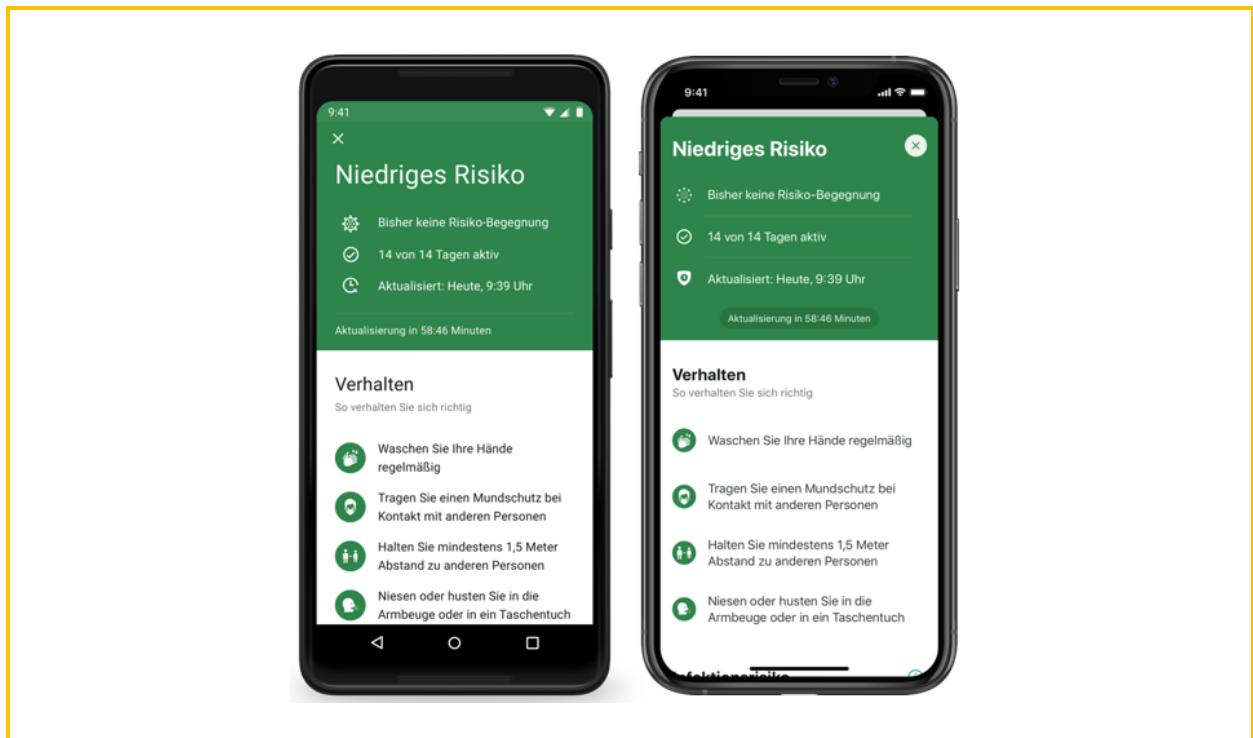 9:41
Niedriges Risiko
Bisher keine Risiko-Begegnung
14 von 14 Tagen aktiv
Aktualisiert: Heute, 9:39 Uhr
Aktualisierung in 58:46 Minuten
Verhalten
So verhalten Sie sich richtig
Waschen Sie Ihre Hände
regelmäßig
Tragen Sie einen Mundschutz bei
Kontakt mit anderen Personen
Halten Sie mindestens 1,5 Meter
Abstand zu anderen Personen
Niesen oder husten Sie in die
Armbeuge oder in ein Taschentuch
9:41
Niedriges Risiko
Bisher keine Risiko-Begegnung
14 von 14 Tagen aktiv
Aktualisiert: Heute, 9:39 Uhr
Aktualisierung in 58:46 Minuten
Verhalten
So verhalten Sie sich richtig
Waschen Sie Ihre Hände regelmäßig
Tragen Sie einen Mundschutz bei
Kontakt mit anderen Personen
Halten Sie mindestens 1,5 Meter
Abstand zu anderen Personen
Niesen oder husten Sie in die
Armbeuge oder in ein Taschentuch